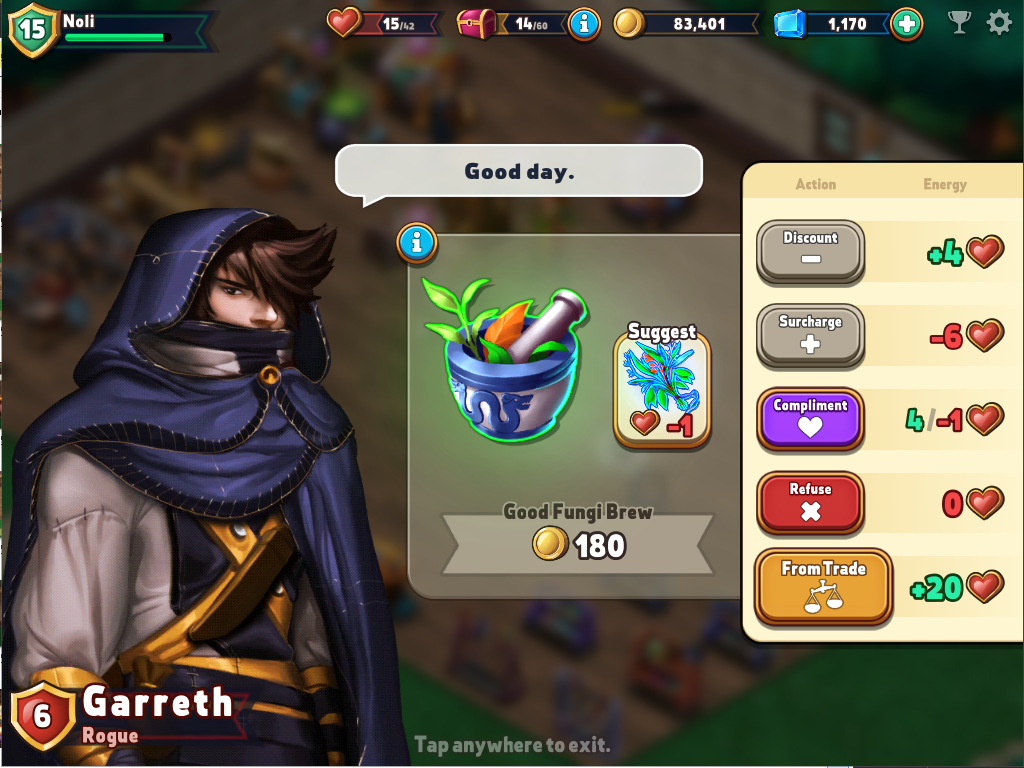 15
Noli
15/42
14/60
i
83,401
1,170
Good day.
i
Suggest
-1
Good Fungi Brew
180
Action Energy
Discount
+4
Surcharge
-6
Compliment
4/-1
Refuse
0
From Trade
+20
6
Garreth
Rogue
Tap anywhere to exit.